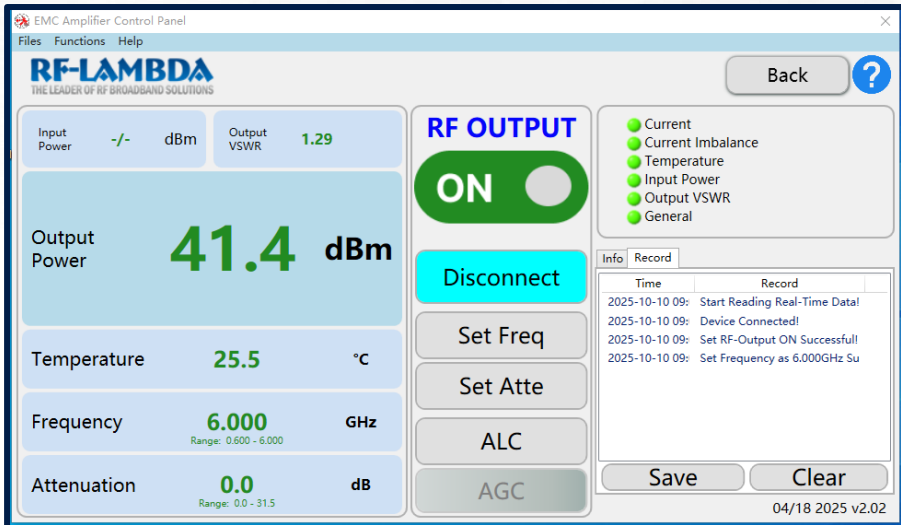 EMC Amplifier Control Panel
Files Functions Help
RF-LAMBDA
THE LEADER OF RF BROADBAND SOLUTIONS
Back
?
Input Power -/- dBm
Output VSWR 1.29
Output Power 41.4 dBm
Temperature 25.5 °C
Frequency 6.000 GHz
Range: 0.600 - 6.000
Attenuation 0.0 dB
Range: 0.0 - 31.5
RF OUTPUT
ON
Disconnect
Set Freq
Set Atte
ALC
AGC
Current
Current Imbalance
Temperature
Input Power
Output VSWR
General
Info Record
Time Record
2025-10-10 09: Start Reading Real-Time Data!
2025-10-10 09: Device Connected!
2025-10-10 09: Set RF-Output ON Successful!
2025-10-10 09: Set Frequency as 6.000GHz Su
Save Clear
04/18 2025 v2.02